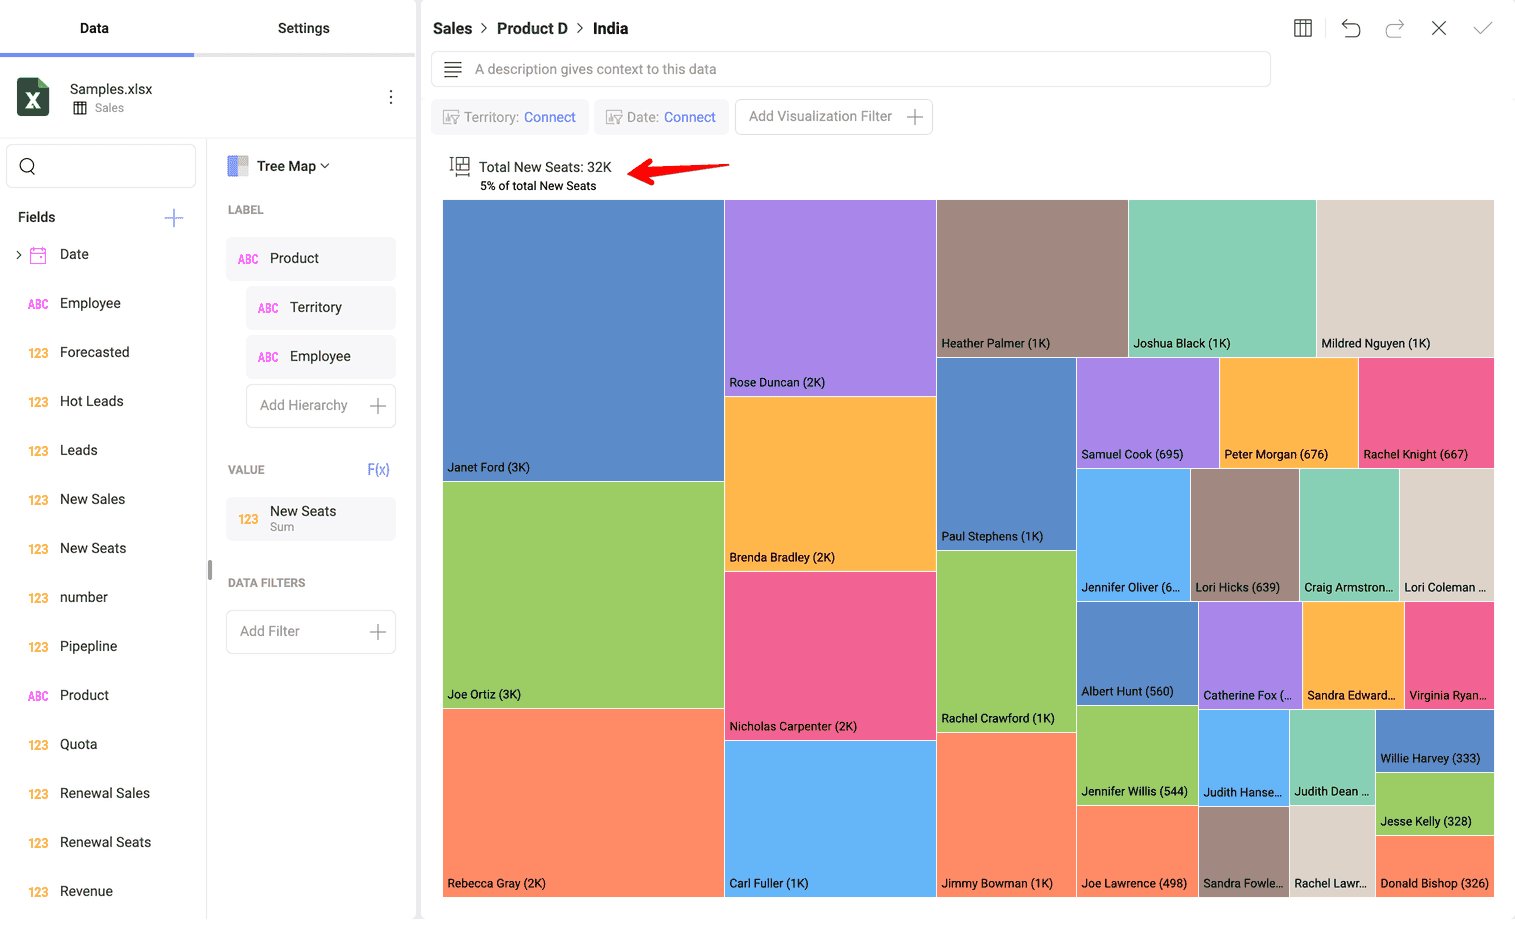 Data
Settings
Samples.xlsx
Sales
Fields
Date
ABC Employee
123 Forecasted
123 Hot Leads
123 Leads
123 New Sales
123 New Seats
123 number
123 Pipepline
ABC Product
123 Quota
123 Renewal Sales
123 Renewal Seats
123 Revenue
Tree Map
LABEL
ABC Product
ABC Territory
ABC Employee
Add Hierarchy
VALUE F(x)
123 New Seats
Sum
DATA FILTERS
Add Filter
Sales > Product D > India
A description gives context to this data
Territory: Connect
Date: Connect
Add Visualization Filter
Total New Seats: 32K
5% of total New Seats
Janet Ford (3K)
Joe Ortiz (3K)
Rebecca Gray (2K)
Rose Duncan (2K)
Brenda Bradley (2K)
Nicholas Carpenter (2K)
Carl Fuller (1K)
Heather Palmer (1K)
Joshua Black (1K)
Mildred Nguyen (1K)
Paul Stephens (1K)
Rachel Crawford (1K)
Jimmy Bowman (1K)
Samuel Cook (695)
Peter Morgan (676)
Rachel Knight (667)
Jennifer Oliver (6...
Lori Hicks (639)
Craig Armstron...
Lori Coleman ...
Albert Hunt (560)
Catherine Fox (...
Sandra Edward...
Virginia Ryan...
Jennifer Willis (544)
Judith Hanse...
Judith Dean ...
Willie Harvey (333)
Jesse Kelly (328)
Joe Lawrence (498)
Sandra Fowle...
Rachel Lawr...
Donald Bishop (326)